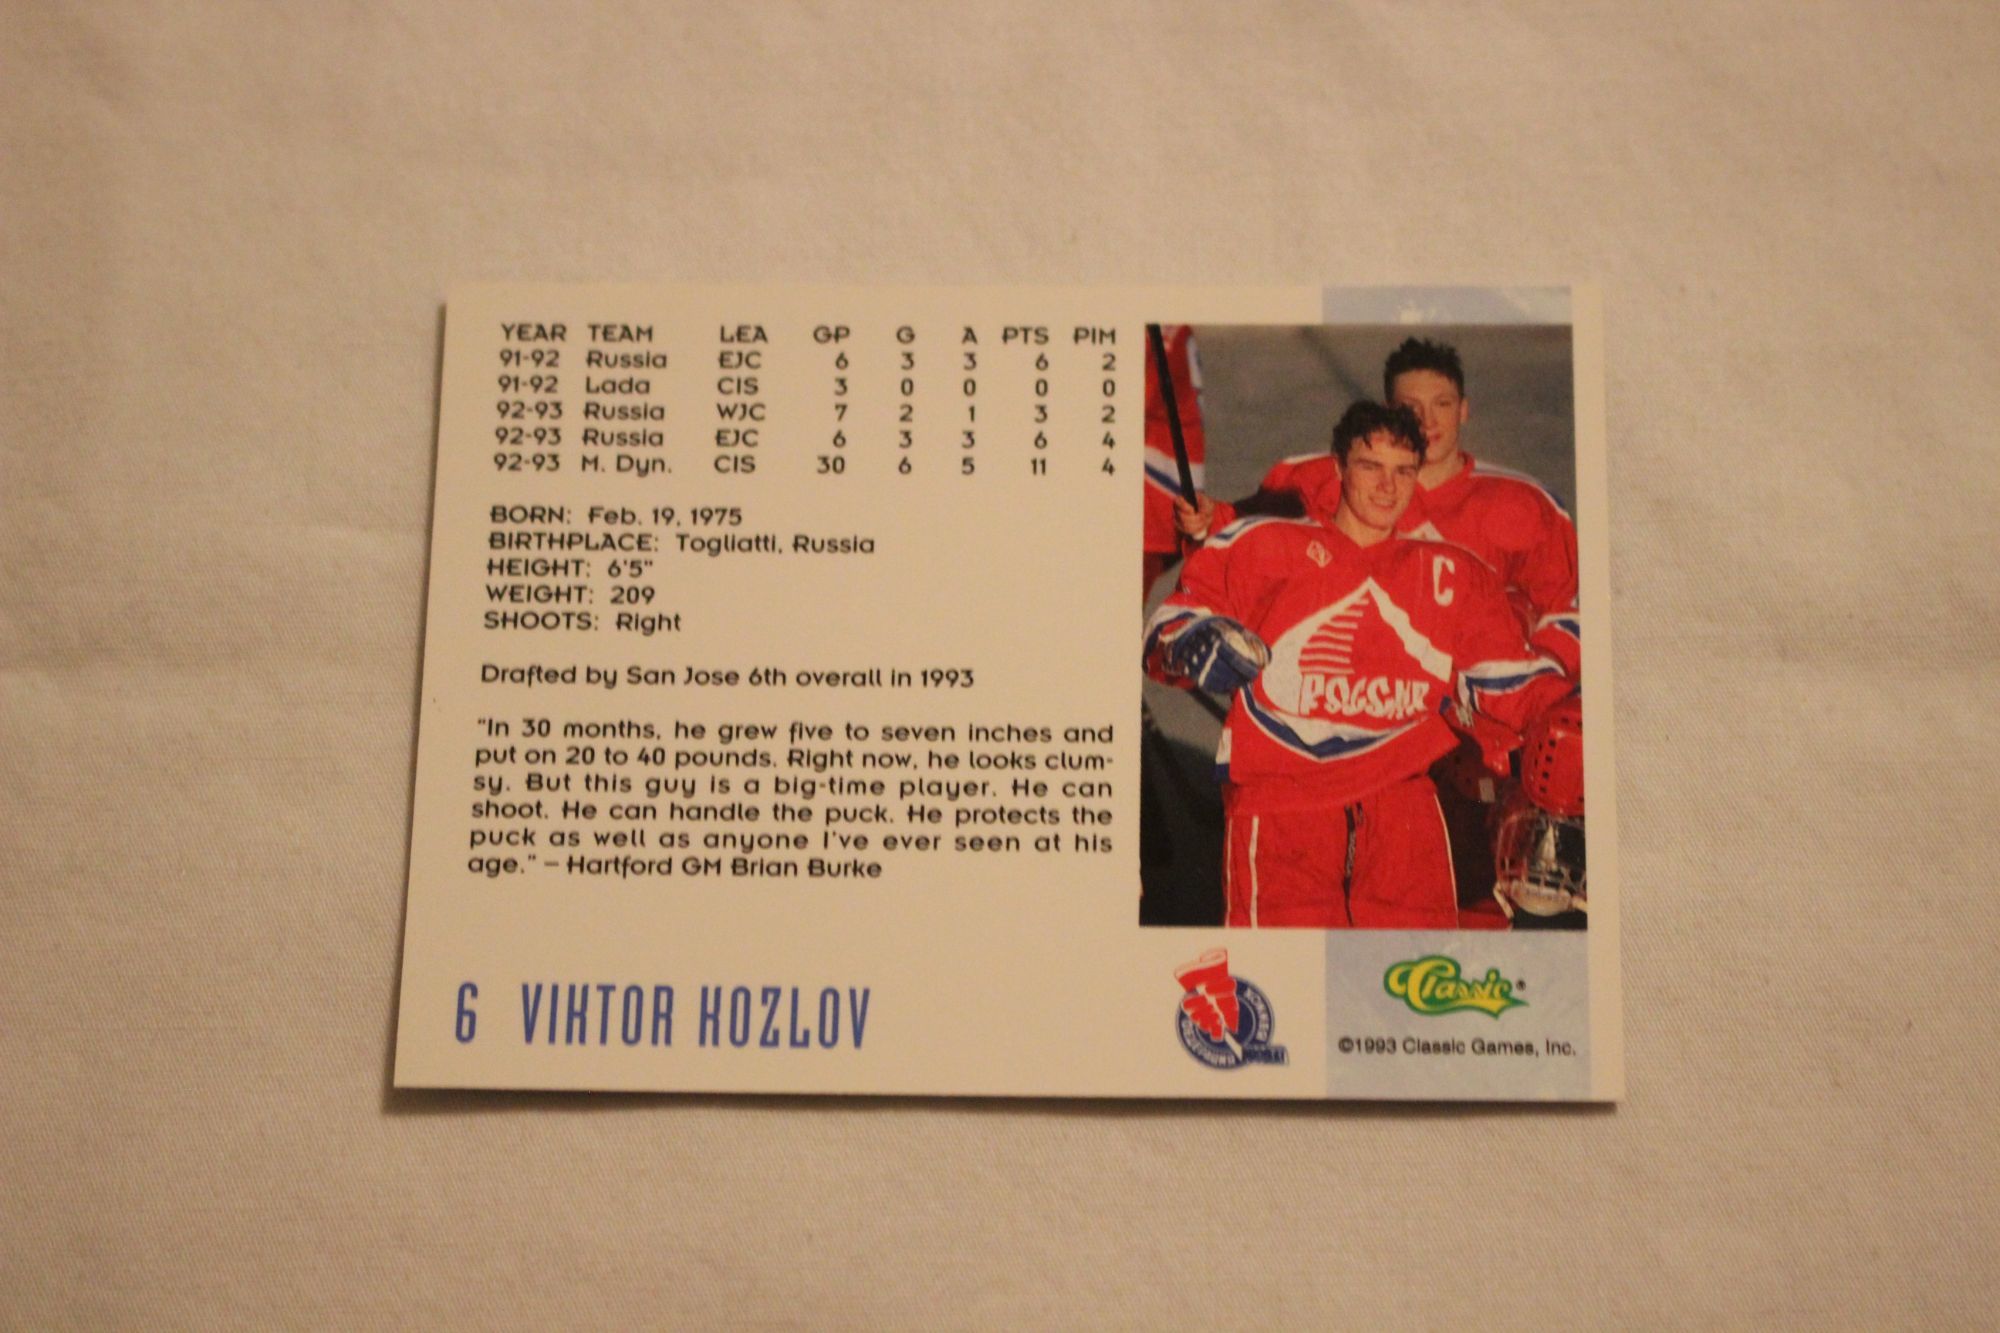 YEAR TEAM LEA GP G A PTS PIM
91-92 Russia EJC 6 3 3 6 2
91-92 Lada CIS 3 0 0 0 0
92-93 Russia WJC 7 2 1 3 2
92-93 Russia EJC 6 3 3 6 4
92-93 M. Dyn. CIS 30 6 5 11 4
BORN: Feb. 19, 1975
BIRTHPLACE: Togliatti, Russia
HEIGHT: 6'5"
WEIGHT: 209
SHOOTS: Right
Drafted by San Jose 6th overall in 1993
"In 30 months, he grew five to seven inches and
put on 20 to 40 pounds. Right now, he looks clum-
sy. But this guy is a big-time player. He can
shoot. He can handle the puck. He protects the
puck as well as anyone I've ever seen at his
age." – Hartford GM Brian Burke
6 VIKTOR KOZLOV
C
Classic®
©1993 Classic Games, Inc.